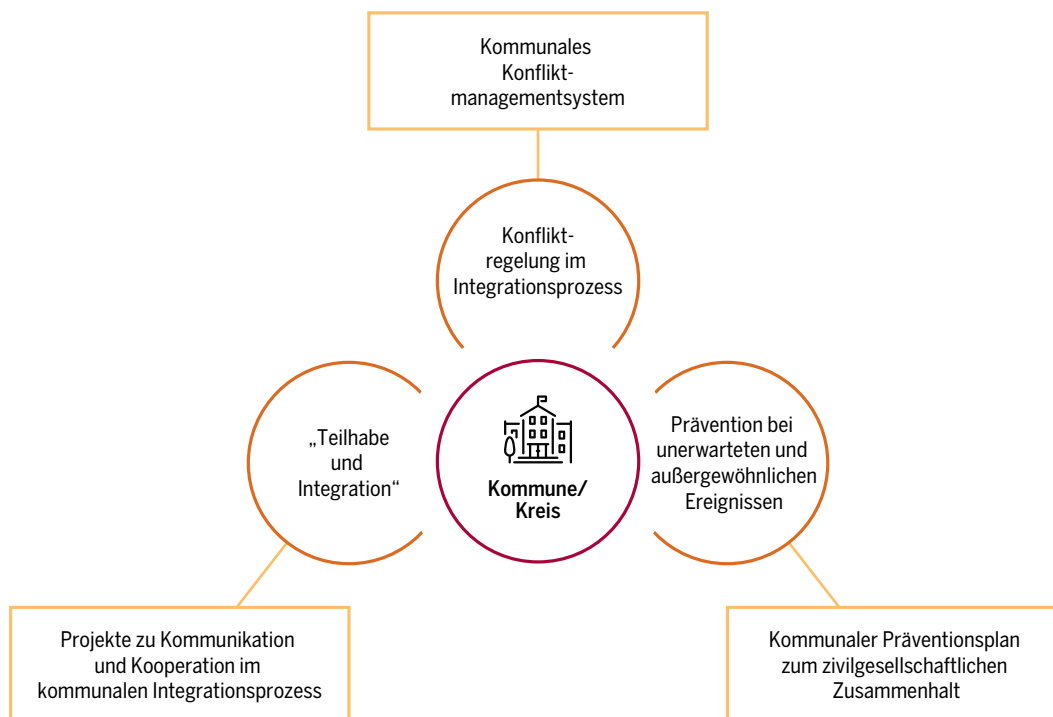 Kommunales
Konflikt-
managementsystem
Konflikt-
regelung im
Integrationsprozess
„Teilhabe
und
Integration“
Kommune/
Kreis
Prävention bei
unerwarteten und
außergewöhnlichen
Ereignissen
Projekte zu Kommunikation
und Kooperation im
kommunalen Integrationsprozess
Kommunaler Präventionsplan
zum zivilgesellschaftlichen
Zusammenhalt